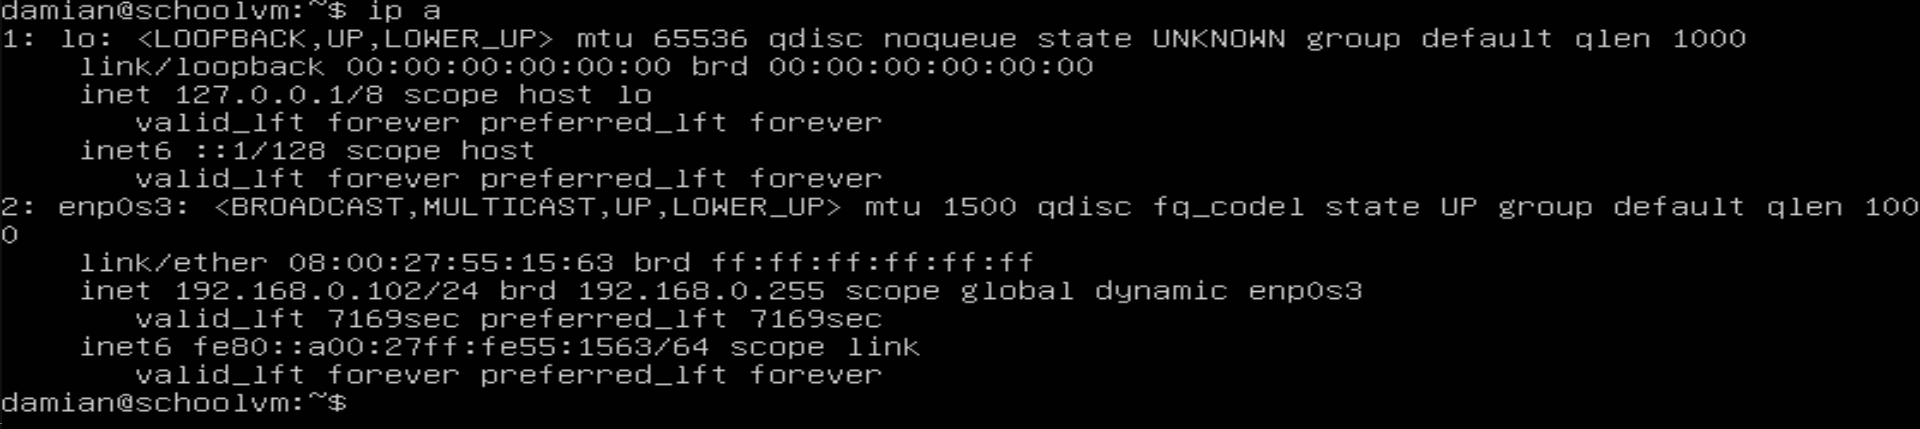 damian@schoolvm:~$ ip a
1: lo: <LOOPBACK,UP,LOWER_UP> mtu 65536 qdisc noqueue state UNKNOWN group default qlen 1000
    link/loopback 00:00:00:00:00:00 brd 00:00:00:00:00:00
    inet 127.0.0.1/8 scope host lo
       valid_lft forever preferred_lft forever
    inet6 ::1/128 scope host
       valid_lft forever preferred_lft forever
2: enp0s3: <BROADCAST,MULTICAST,UP,LOWER_UP> mtu 1500 qdisc fq_codel state UP group default qlen 100
0
    link/ether 08:00:27:55:15:63 brd ff:ff:ff:ff:ff:ff
    inet 192.168.0.102/24 brd 192.168.0.255 scope global dynamic enp0s3
       valid_lft 7169sec preferred_lft 7169sec
    inet6 fe80::a00:27ff:fe55:1563/64 scope link
       valid_lft forever preferred_lft forever
damian@schoolvm:~$